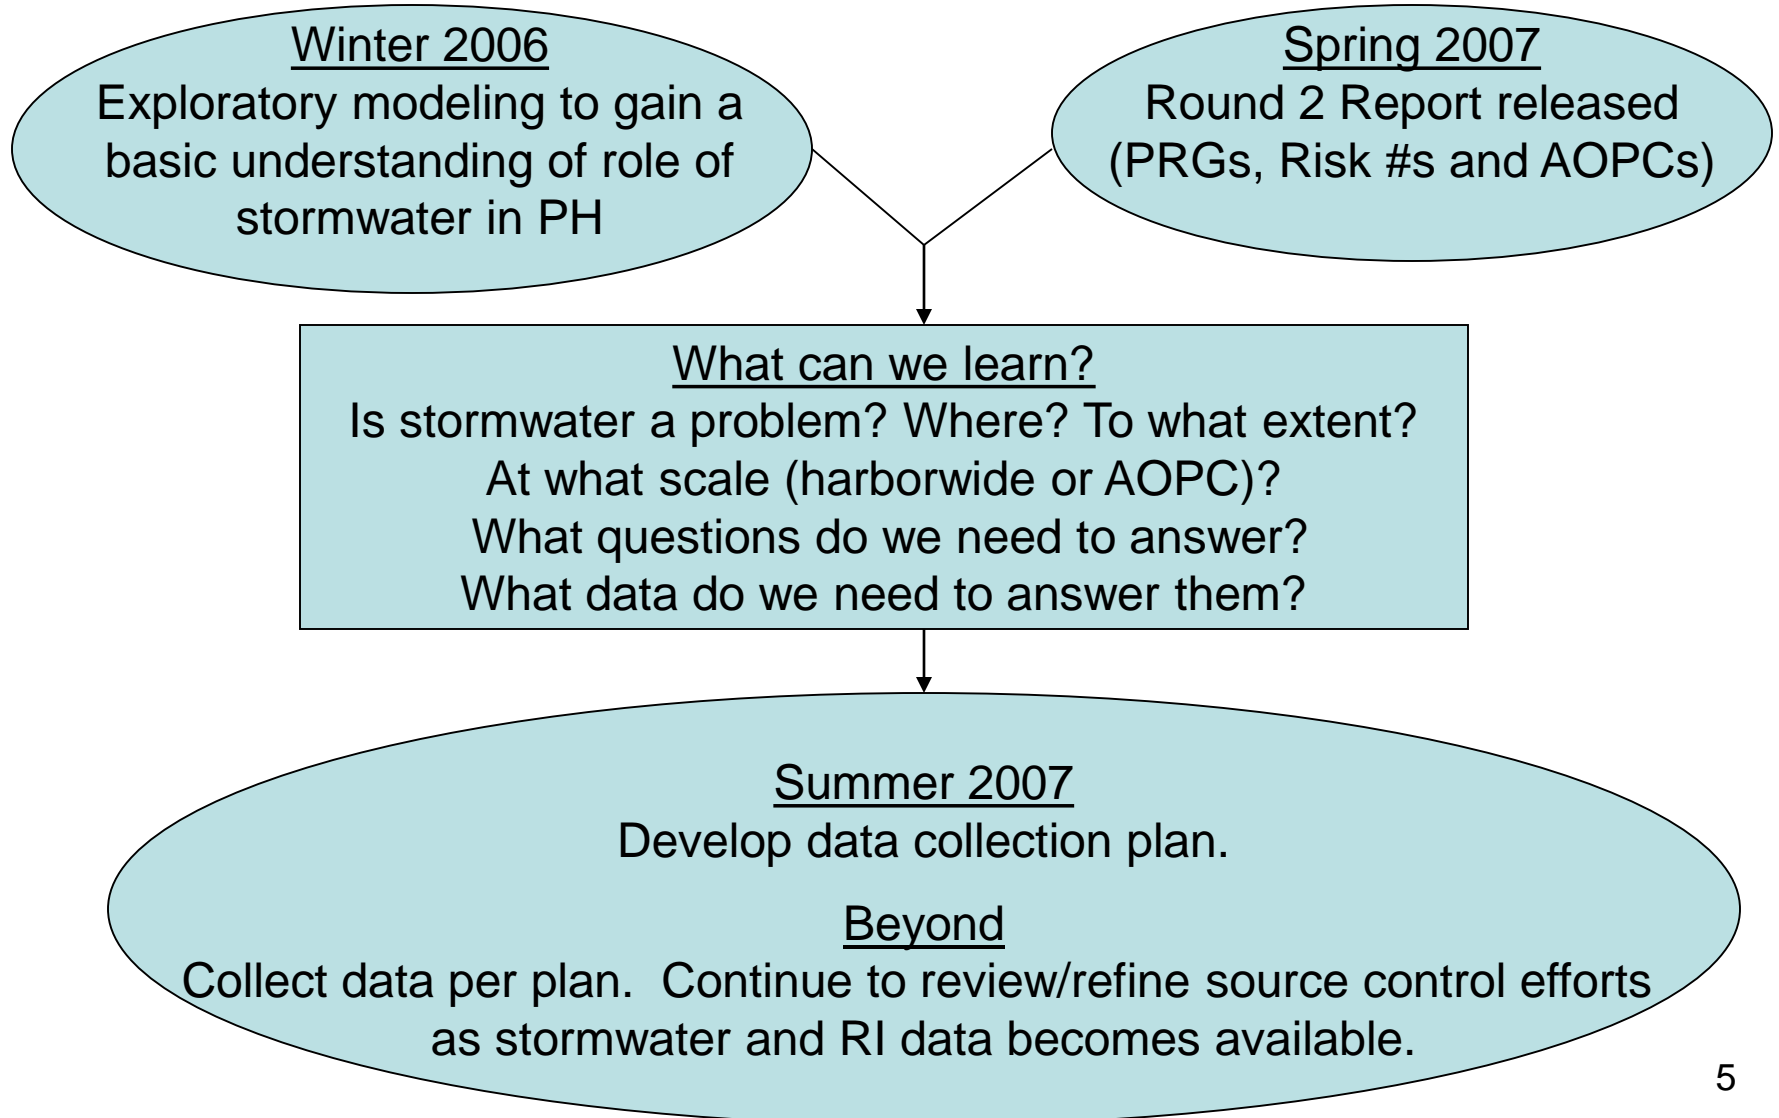 Winter 2006
Exploratory modeling to gain a
basic understanding of role of
stormwater in PH
Spring 2007
Round 2 Report released
(PRGs, Risk #s and AOPCs)
What can we learn?
Is stormwater a problem? Where? To what extent?
At what scale (harborwide or AOPC)?
What questions do we need to answer?
What data do we need to answer them?
Summer 2007
Develop data collection plan.
Beyond
Collect data per plan.  Continue to review/refine source control efforts
as stormwater and RI data becomes available.
5